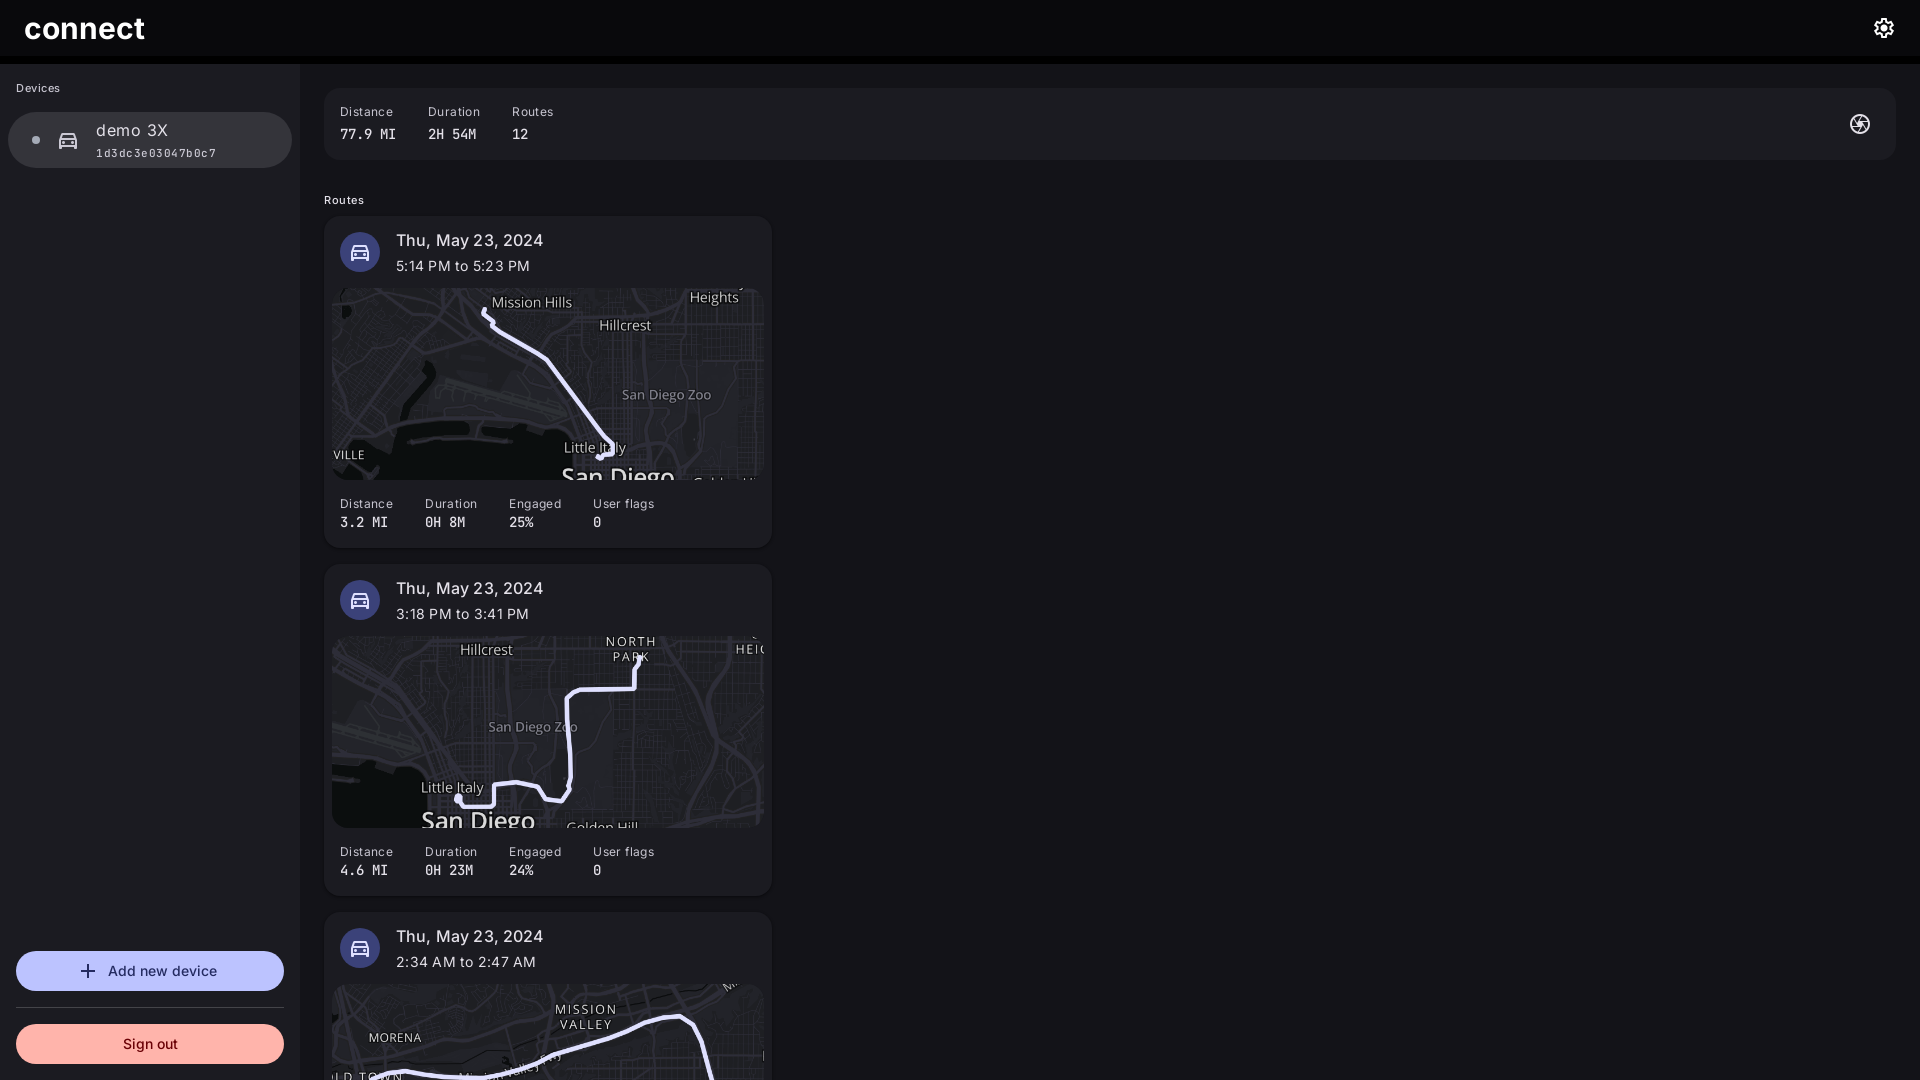 connect
Devices
demo 3X
1d3dc3e03047b0c7
Distance Duration Routes
77.9 MI 2H 54M 12
Routes
Thu, May 23, 2024
5:14 PM to 5:23 PM
Mission Hills
Heights
Hillcrest
San Diego Zoo
Little Italy
VILLE
San Diego
Distance Duration Engaged User flags
3.2 MI 0H 8M 25% 0
Thu, May 23, 2024
3:18 PM to 3:41 PM
Hillcrest
NORTH
PARK
HEIG
San Diego Zoo
Little Italy
San Diego
Golden Hill
Distance Duration Engaged User flags
4.6 MI 0H 23M 24% 0
Thu, May 23, 2024
2:34 AM to 2:47 AM
MISSION
VALLEY
MORENA
Mission Valley
OLD TOWN
Add new device
Sign out